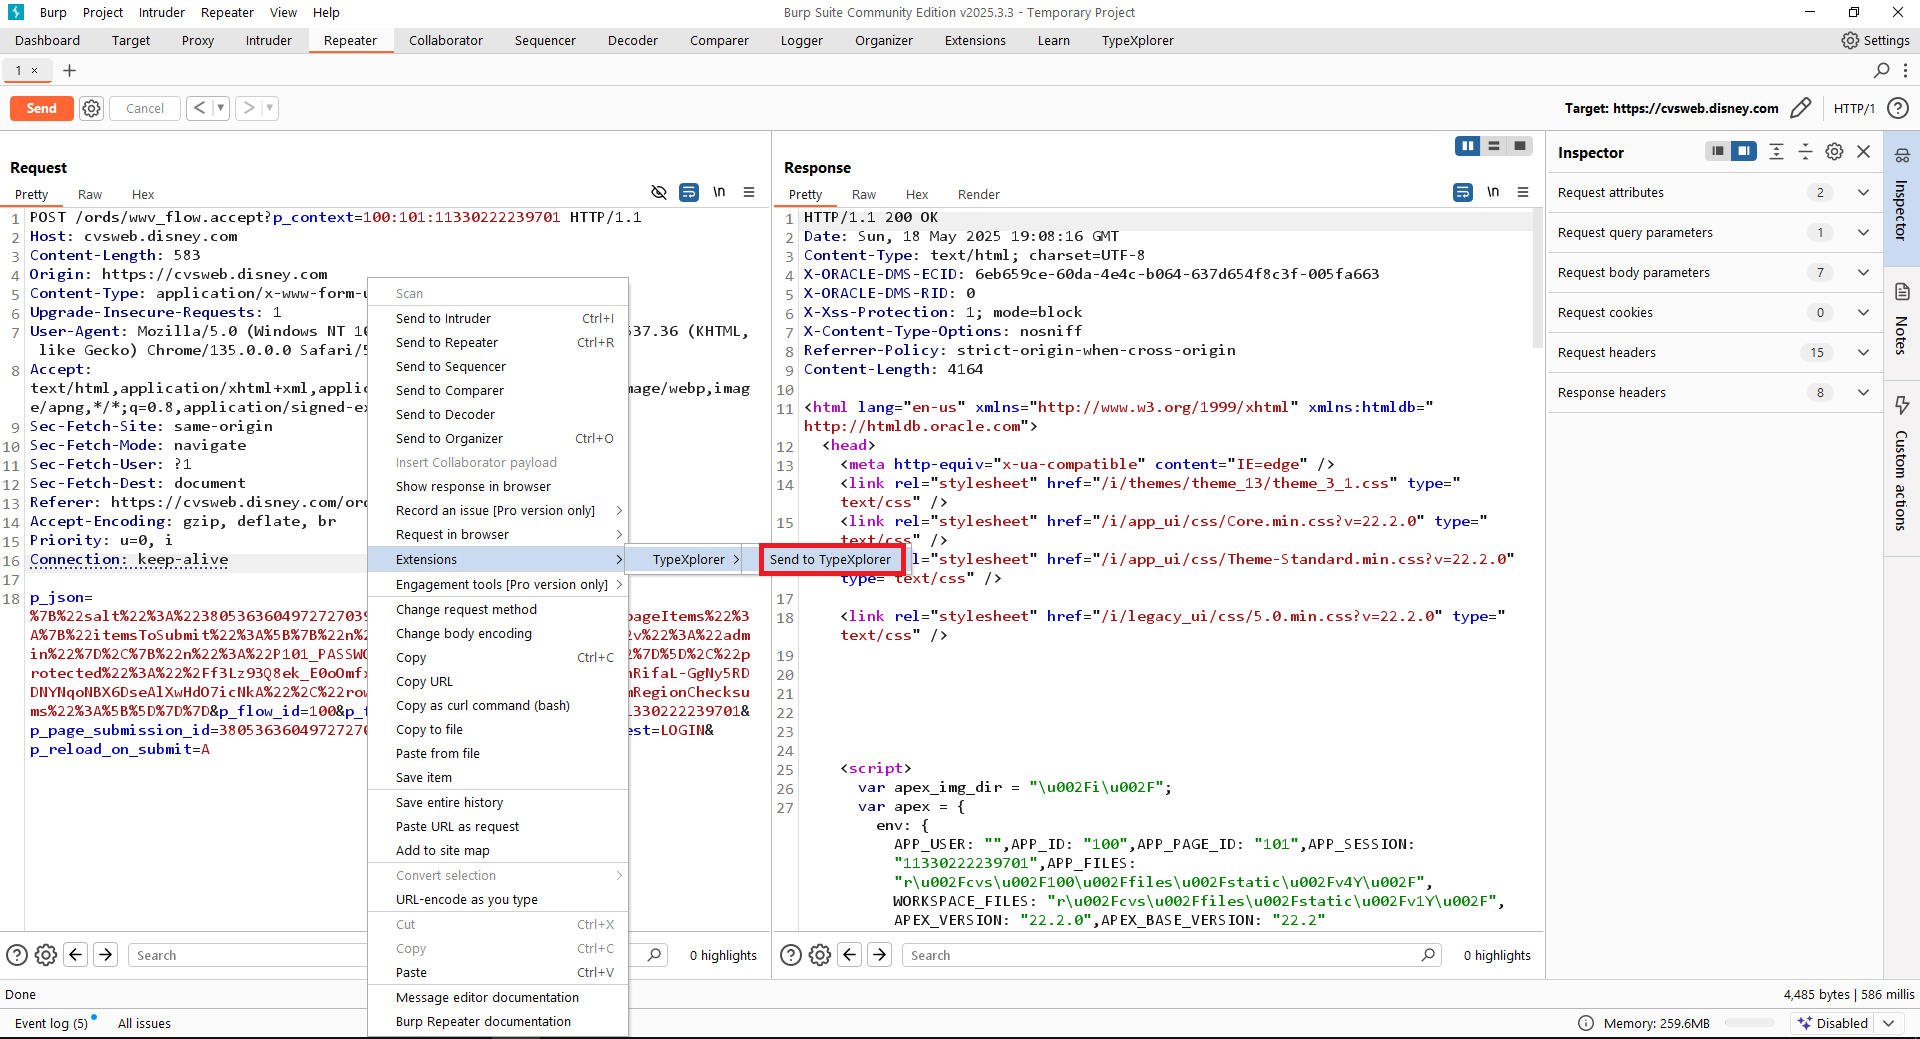 Burp Project Intruder Repeater View Help
Burp Suite Community Edition v2025.3.3 - Temporary Project
Dashboard Target Proxy Intruder Repeater Collaborator Sequencer Decoder Comparer Logger Organizer Extensions Learn TypeXplorer Settings
1 × +
Send Cancel < >
Target: https://cvsweb.disney.com HTTP/1
Request
Pretty Raw Hex \n
1 POST /ords/wwv_flow.accept?p_context=100:101:11330222239701 HTTP/1.1
2 Host: cvsweb.disney.com
3 Content-Length: 583
4 Origin: https://cvsweb.disney.com
5 Content-Type: application/x-www-form-
6 Upgrade-Insecure-Requests: 1
7 User-Agent: Mozilla/5.0 (Windows NT 10 537.36 (KHTML,
like Gecko) Chrome/135.0.0.0 Safari/5
8 Accept:
text/html,application/xhtml+xml,applic mage/webp,imag
e/apng,*/*;q=0.8,application/signed-ex
9 Sec-Fetch-Site: same-origin
10 Sec-Fetch-Mode: navigate
11 Sec-Fetch-User: ?1
12 Sec-Fetch-Dest: document
13 Referer: https://cvsweb.disney.com/ord
14 Accept-Encoding: gzip, deflate, br
15 Priority: u=0, i
16 Connection: keep-alive
17
18 p_json=
%7B%22salt%22%3A%22380536360497272703 pageItems%22%3
A%7B%22itemsToSubmit%22%3A%5B%7B%22n% 2v%22%3A%22adm
in%22%7D%2C%7B%22n%22%3A%22P101_PASSWO %7D%5D%2C%22p
rotected%22%3A%22%2Ff3Lz93Q8ek_E0oOmfx nRifaL-GgNy5RD
DNYNqoNBX6DseAlXwHdO7icNkA%22%2C%22rov mRegionChecksu
ms%22%3A%5B%5D%7D%7D&p_flow_id=100&p_f 1330222239701&
p_page_submission_id=38053636049727270 est=LOGIN&
p_reload_on_submit=A
Scan
Send to Intruder Ctrl+I
Send to Repeater Ctrl+R
Send to Sequencer
Send to Comparer
Send to Decoder
Send to Organizer Ctrl+O
Insert Collaborator payload
Show response in browser
Record an issue [Pro version only] >
Request in browser >
Extensions >
TypeXplorer >
Send to TypeXplorer
Engagement tools [Pro version only] >
Change request method
Change body encoding
Copy Ctrl+C
Copy URL
Copy as curl command (bash)
Copy to file
Paste from file
Save item
Save entire history
Paste URL as request
Add to site map
Convert selection >
URL-encode as you type
Cut Ctrl+X
Copy Ctrl+C
Paste Ctrl+V
Message editor documentation
Burp Repeater documentation
Response
Pretty Raw Hex Render \n
1 HTTP/1.1 200 OK
2 Date: Sun, 18 May 2025 19:08:16 GMT
3 Content-Type: text/html; charset=UTF-8
4 X-ORACLE-DMS-ECID: 6eb659ce-60da-4e4c-b064-637d654f8c3f-005fa663
5 X-ORACLE-DMS-RID: 0
6 X-Xss-Protection: 1; mode=block
7 X-Content-Type-Options: nosniff
8 Referrer-Policy: strict-origin-when-cross-origin
9 Content-Length: 4164
10
11 <html lang="en-us" xmlns="http://www.w3.org/1999/xhtml" xmlns:htmldb="
http://htmldb.oracle.com">
12 <head>
13 <meta http-equiv="x-ua-compatible" content="IE=edge" />
14 <link rel="stylesheet" href="/i/themes/theme_13/theme_3_1.css" type="
text/css" />
15 <link rel="stylesheet" href="/i/app_ui/css/Core.min.css?v=22.2.0" type="
text/css" />
el="stylesheet" href="/i/app_ui/css/Theme-Standard.min.css?v=22.2.0"
type="text/css" />
17
18 <link rel="stylesheet" href="/i/legacy_ui/css/5.0.min.css?v=22.2.0" type="
text/css" />
19
20
21
22
23
24
25 <script>
26 var apex_img_dir = "\u002Fi\u002F";
27 var apex = {
env: {
APP_USER: "",APP_ID: "100",APP_PAGE_ID: "101",APP_SESSION:
"11330222239701",APP_FILES:
"r\u002Fcvs\u002F100\u002Ffiles\u002Fstatic\u002Fv4Y\u002F",
WORKSPACE_FILES: "r\u002Fcvs\u002Ffiles\u002Fstatic\u002Fv1Y\u002F",
APEX_VERSION: "22.2.0",APEX_BASE_VERSION: "22.2"
Inspector
Request attributes 2
Request query parameters 1
Request body parameters 7
Request cookies 0
Request headers 15
Response headers 8
Inspector
Notes
Custom actions
Search 0 highlights
Search 0 highlights
Done
4,485 bytes | 586 millis
Event log (5) All issues
Memory: 259.6MB Disabled